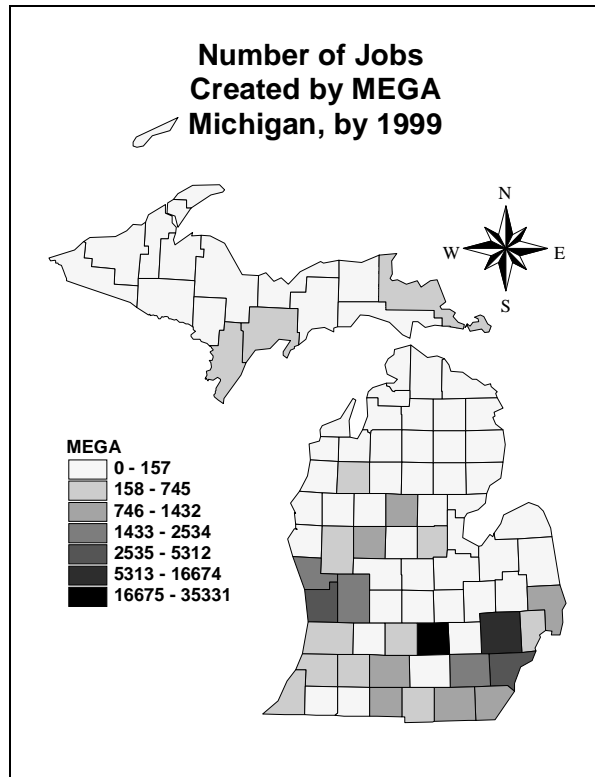 Number of Jobs
Created by MEGA
Michigan, by 1999
N
W
E
S
MEGA
0 - 157
158 - 745
746 - 1432
1433 - 2534
2535 - 5312
5313 - 16674
16675 - 35331